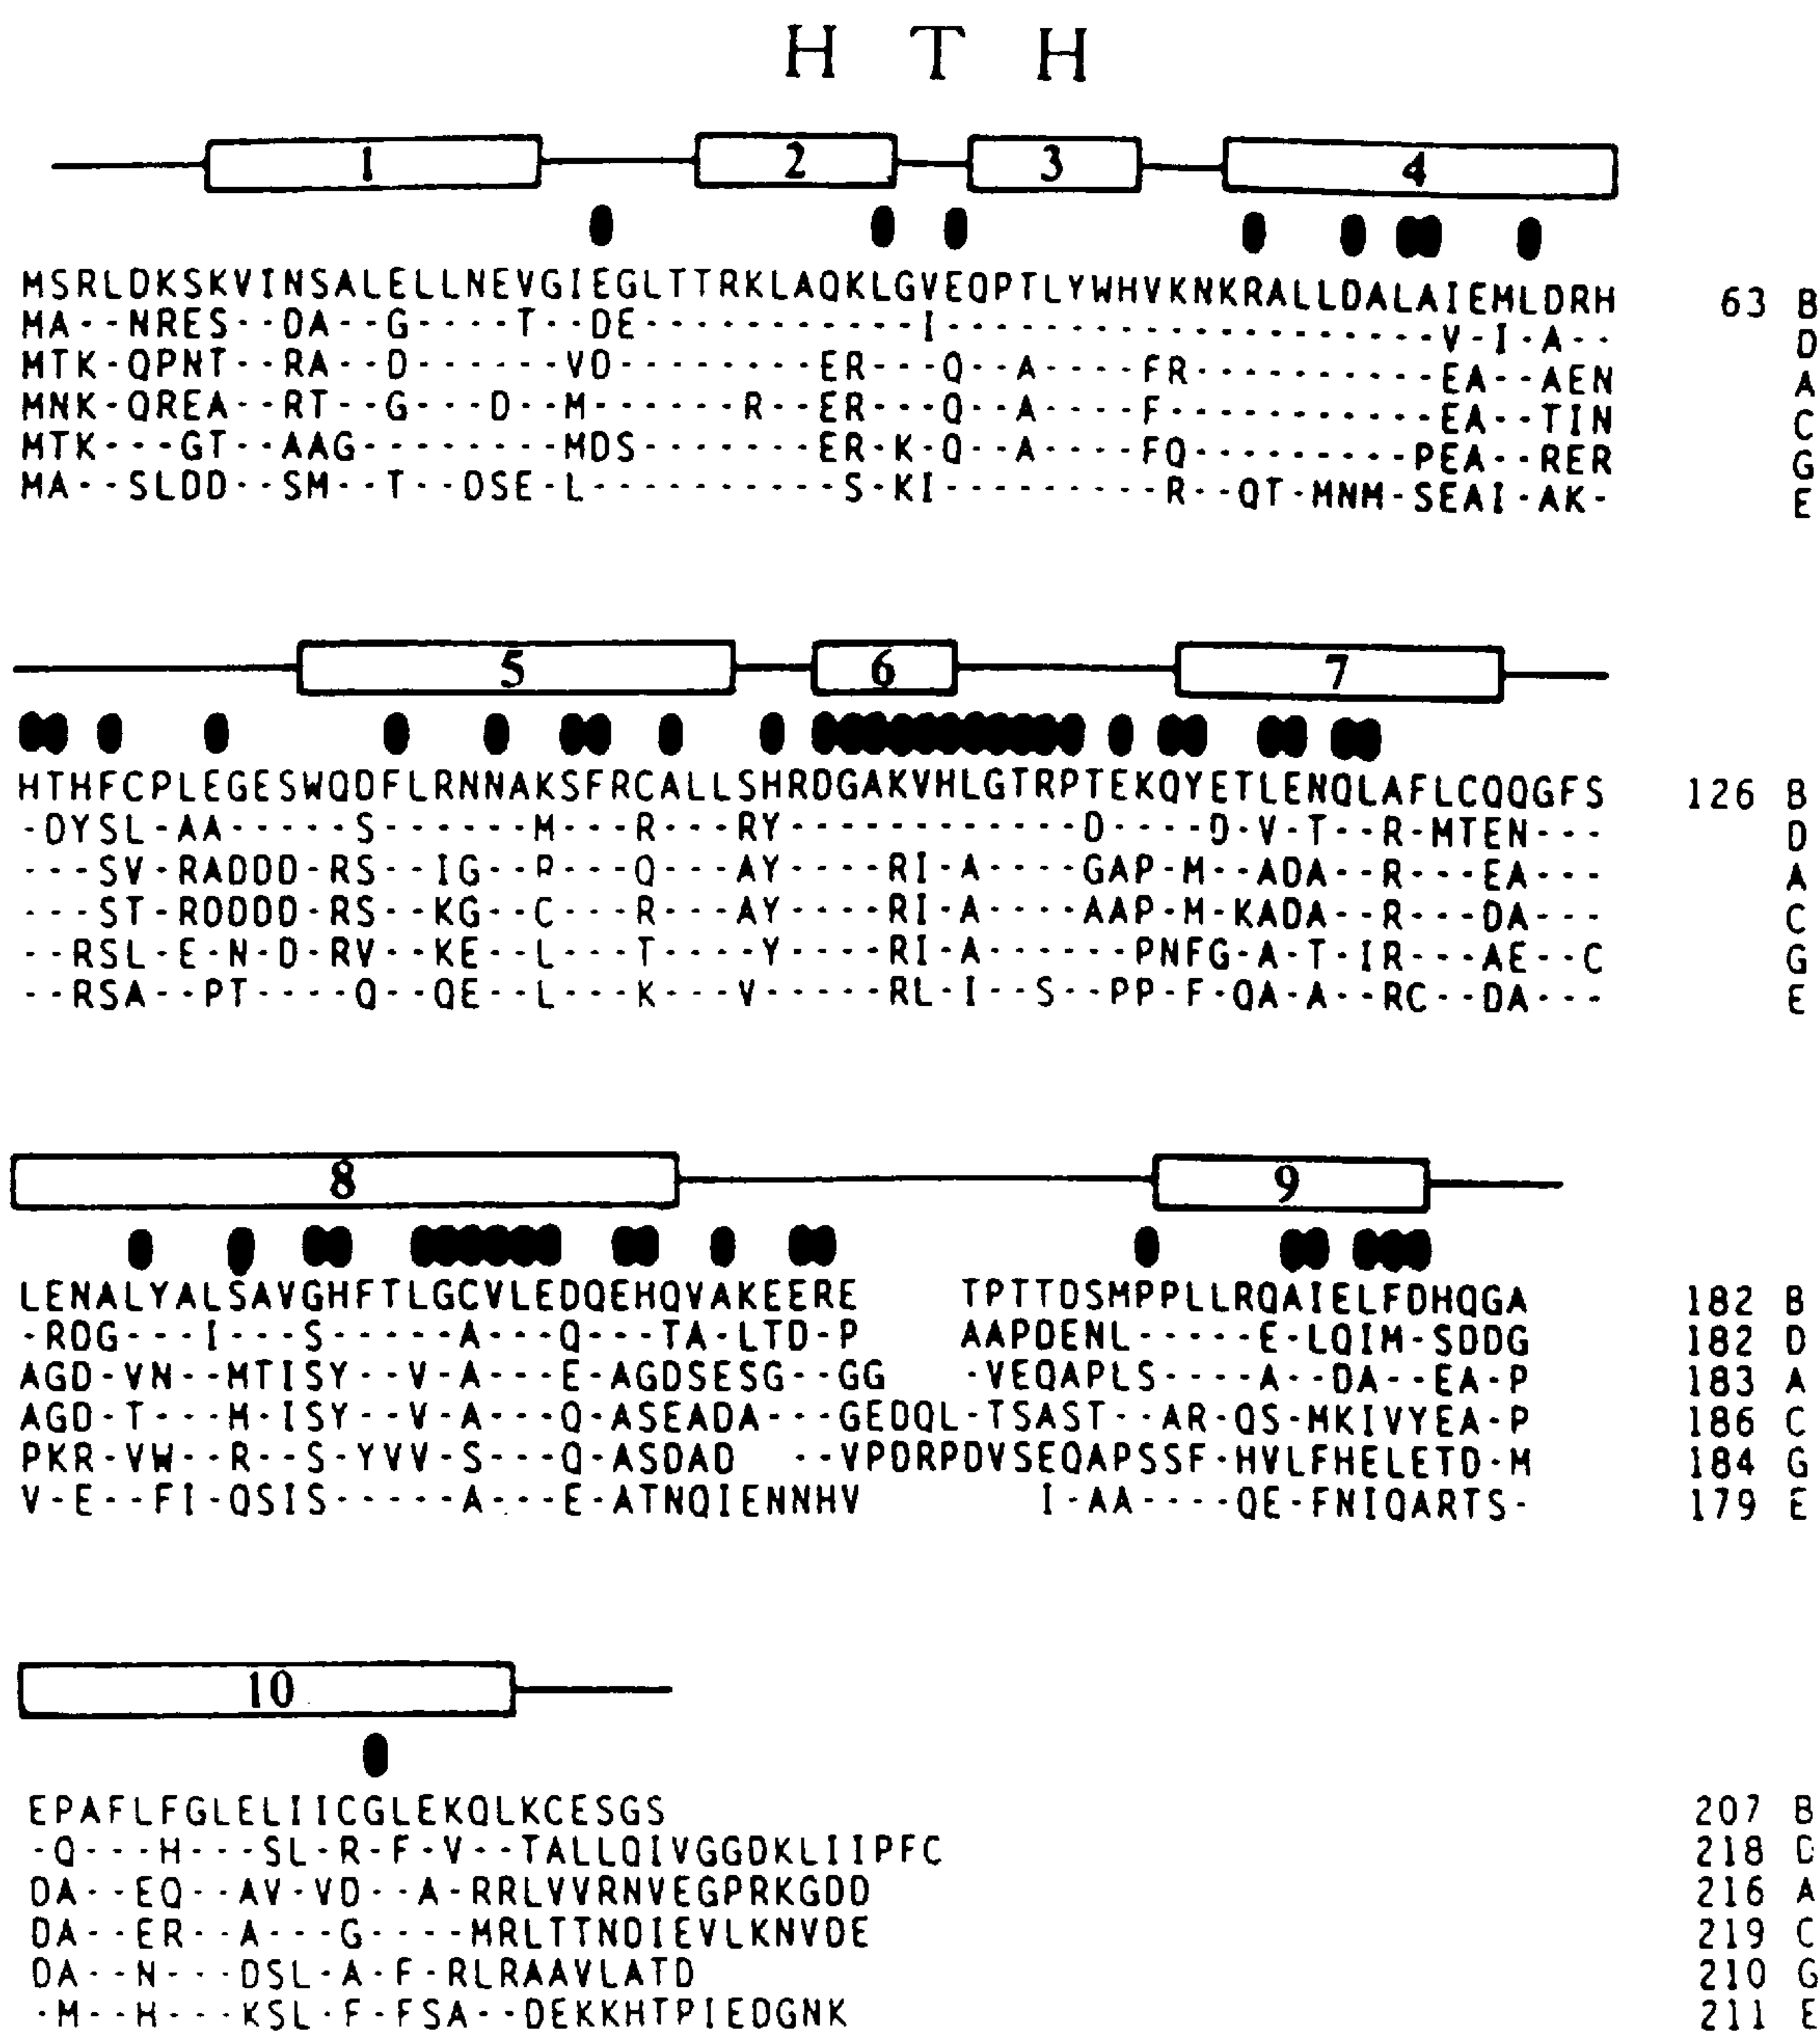 H T H
1 2 3 4
MSRLDKSKVINSALELLNEVGIEGLTTRKLAQKLGVEQPTLYWHVKNKRALLDALAIEMLDRH 63 B
MA--NRES--DA--G----T--DE-----------I--------------------V-I-A-- D
MTK-QPNT--RA--D------VD--------ER---Q--A----FR----------EA--AEN A
MNK-QREA--RT--G---D--M------R--ER---Q--A----F-----------EA--TIN C
MTK---GT--AAG--------MDS-------ER-K-Q--A----FQ---------PEA--RER G
MA--SLDD--SM--T--DSE-L----------S-KI---------R--QT-MNM-SEAI-AK- E
5 6 7
HTHFCPLEGESWQDFLRNNAKSFRCALLSHRDGAKVHLGTRPTEKQYETLENQLAFLCQQGFS 126 B
-DYSL-AA-----S------M---R---RY------------D----D-V-T--R-MTEN--- D
---SV-RADDD-RS--IG--R---Q---AY----RI-A----GAP-M--ADA--R---EA--- A
---ST-RDDDD-RS--KG--C---R---AY----RI-A----AAP-M-KADA--R---DA--- C
--RSL-E-N-D-RV--KE--L---T----Y----RI-A------PNFG-A-T-IR---AE--C G
--RSA--PT----Q--QE--L---K---V-----RL-I--S--PP-F-QA-A--RC--DA--- E
8 9
LENALYALSAVGHFTLGCVLEDQEHQVAKEERE TPTTDSMPPLLRQAIELFDHQGA 182 B
-RDG---I---S-----A---Q---TA-LTD-P AAPDENL-----E-LQIM-SDDG 182 D
AGD-VN--MTISY--V-A---E-AGDSESG--GG -VEQAPLS----A--DA--EA-P 183 A
AGD-T---M-ISY--V-A---Q-ASEADA---GEDQL-TSAST--AR-QS-MKIVYEA-P 186 C
PKR-VW--R--S-YVV-S---Q-ASDAD --VPDRPDVSEQAPSSF-HVLFHELETD-M 184 G
V-E--FI-QSIS-----A---E-ATNQIENNHV I-AA----QE-FNIQARTS- 179 E
10
EPAFLFGLELIICGLEKQLKCESGS 207 B
-Q---H---SL-R-F-V--TALLQIVGGDKLIIPFC 218 D
DA--EQ--AV-VD--A-RRLVVRNVEGPRKGDD 216 A
DA--ER--A---G----MRLTTNDIEVLKNVDE 219 C
DA--N---DSL-A-F-RLRAAVLATD 210 G
-M--H---KSL-F-FSA--DEKKHTPIEDGNK 211 E